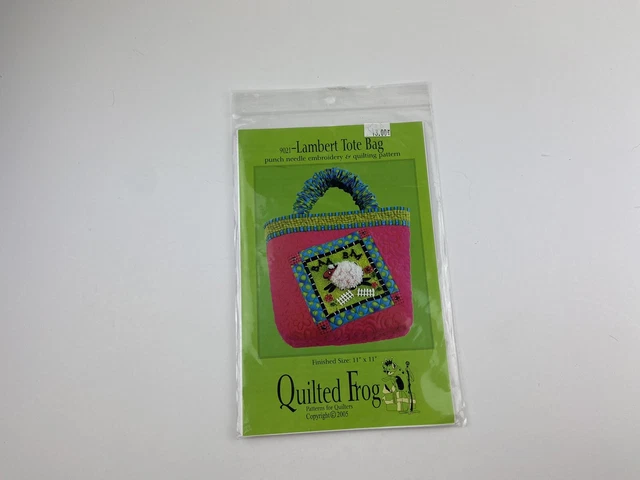 9021-Lambert Tote Bag
punch needle embroidery & quilting pattern
Finished Size: 11" x 11"
Quilted Frog
Patterns for Quilters
Copyright© 2005